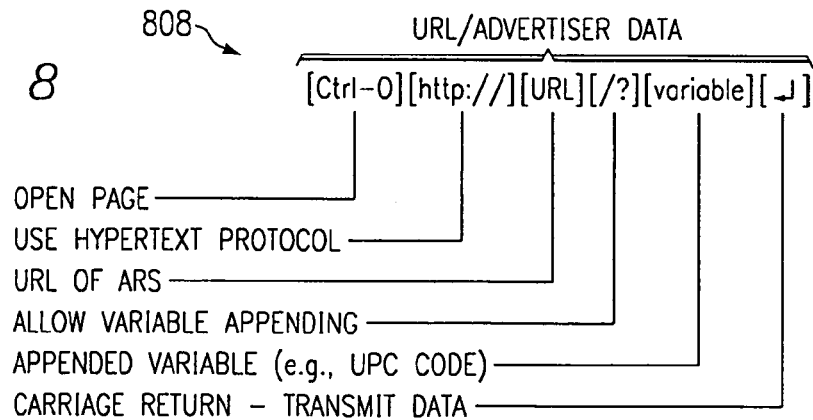 808
URL/ADVERTISER DATA
8
[Ctrl-O][http://][URL][/?][variable][↵]
OPEN PAGE
USE HYPERTEXT PROTOCOL
URL OF ARS
ALLOW VARIABLE APPENDING
APPENDED VARIABLE (e.g., UPC CODE)
CARRIAGE RETURN - TRANSMIT DATA